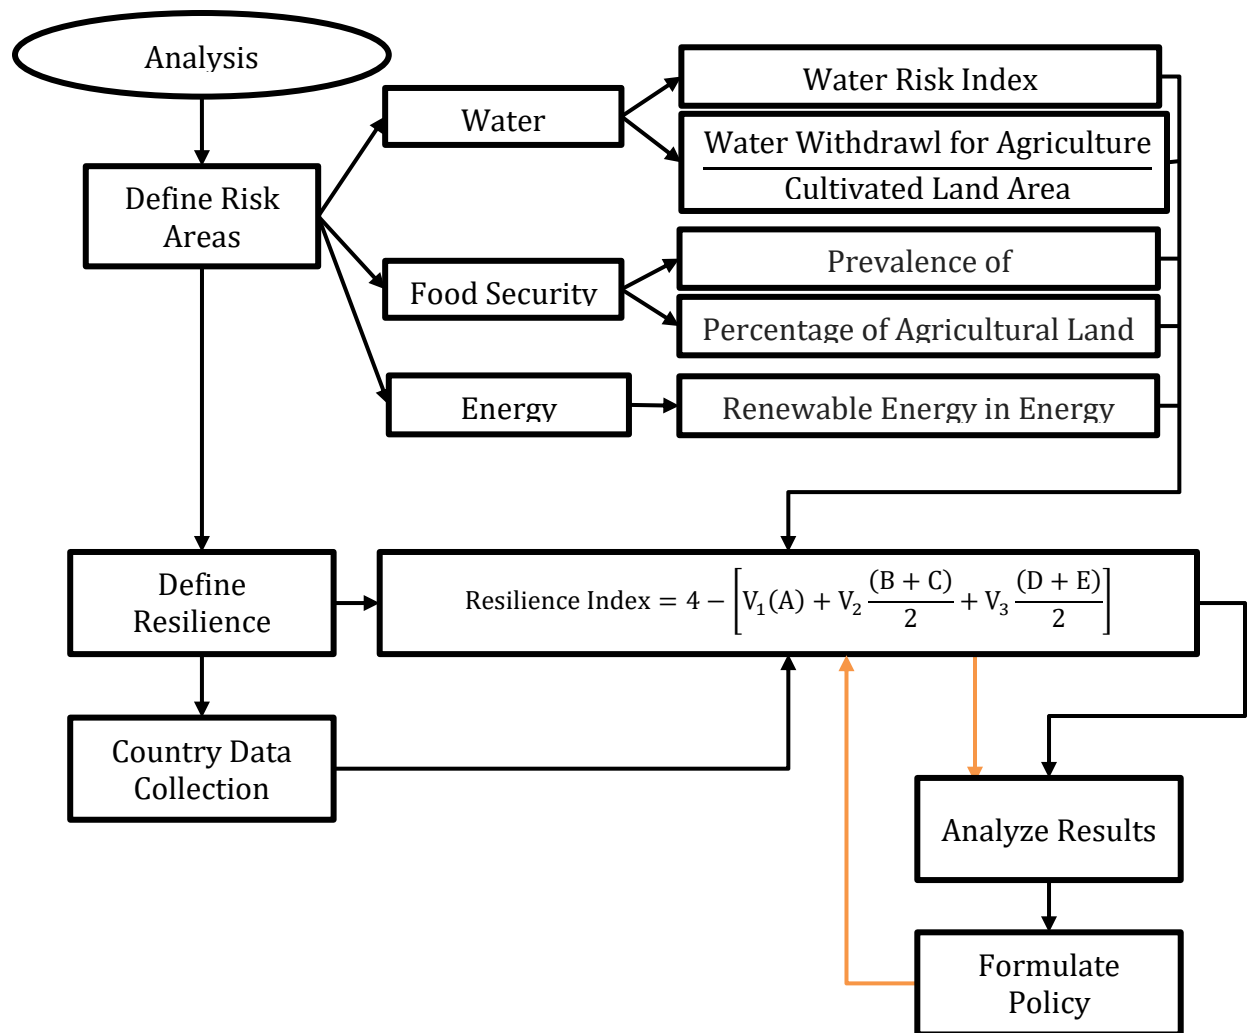 Analysis
Water Risk Index
Water
Water Withdrawl for Agriculture
Cultivated Land Area
Define Risk
Areas
Prevalence of
Food Security
Percentage of Agricultural Land
Energy
Renewable Energy in Energy
Define
Resilience
Resilience Index = 4 − [V₁(A) + V₂ (B + C)/2 + V₃ (D + E)/2]
Country Data
Collection
Analyze Results
Formulate
Policy